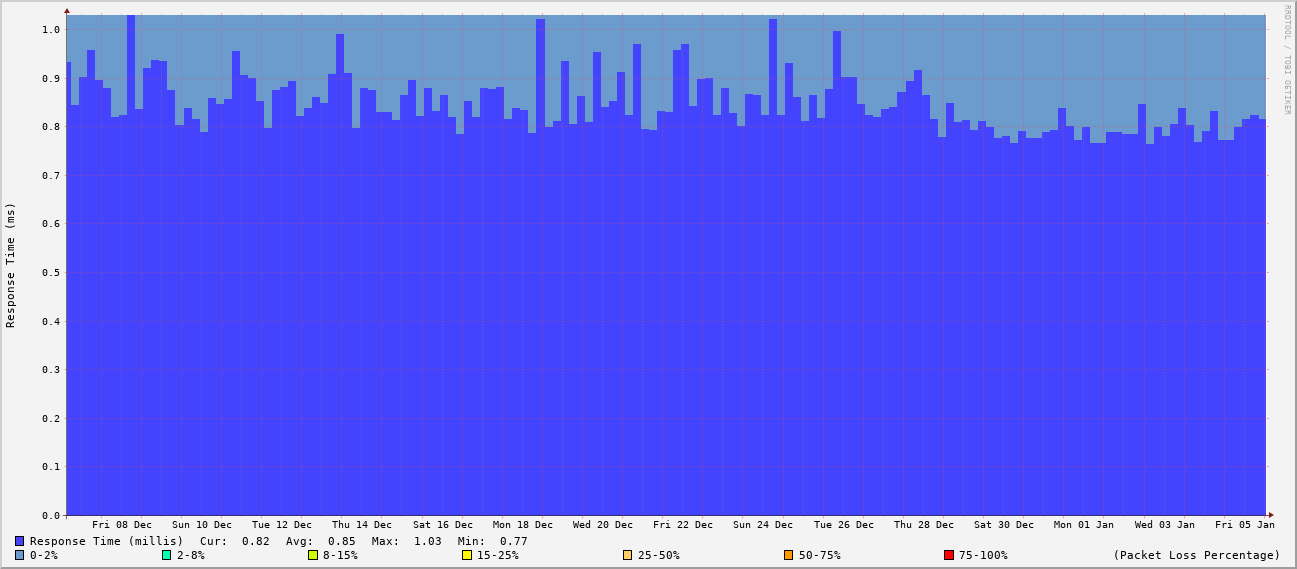 RRDTOOL / TOBI OETIKER
Response Time (ms)
1.0
0.9
0.8
0.7
0.6
0.5
0.4
0.3
0.2
0.1
0.0
Fri 08 Dec Sun 10 Dec Tue 12 Dec Thu 14 Dec Sat 16 Dec Mon 18 Dec Wed 20 Dec Fri 22 Dec Sun 24 Dec Tue 26 Dec Thu 28 Dec Sat 30 Dec Mon 01 Jan Wed 03 Jan Fri 05 Jan
Response Time (millis) Cur: 0.82 Avg: 0.85 Max: 1.03 Min: 0.77
0-2% 2-8% 8-15% 15-25% 25-50% 50-75% 75-100% (Packet Loss Percentage)